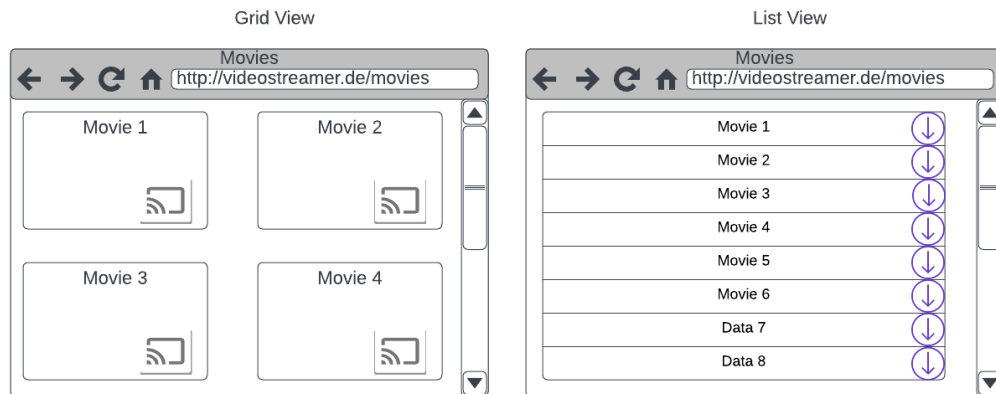 Grid View
Movies
http://videostreamer.de/movies
Movie 1
Movie 2
Movie 3
Movie 4
List View
Movies
http://videostreamer.de/movies
Movie 1
Movie 2
Movie 3
Movie 4
Movie 5
Movie 6
Data 7
Data 8